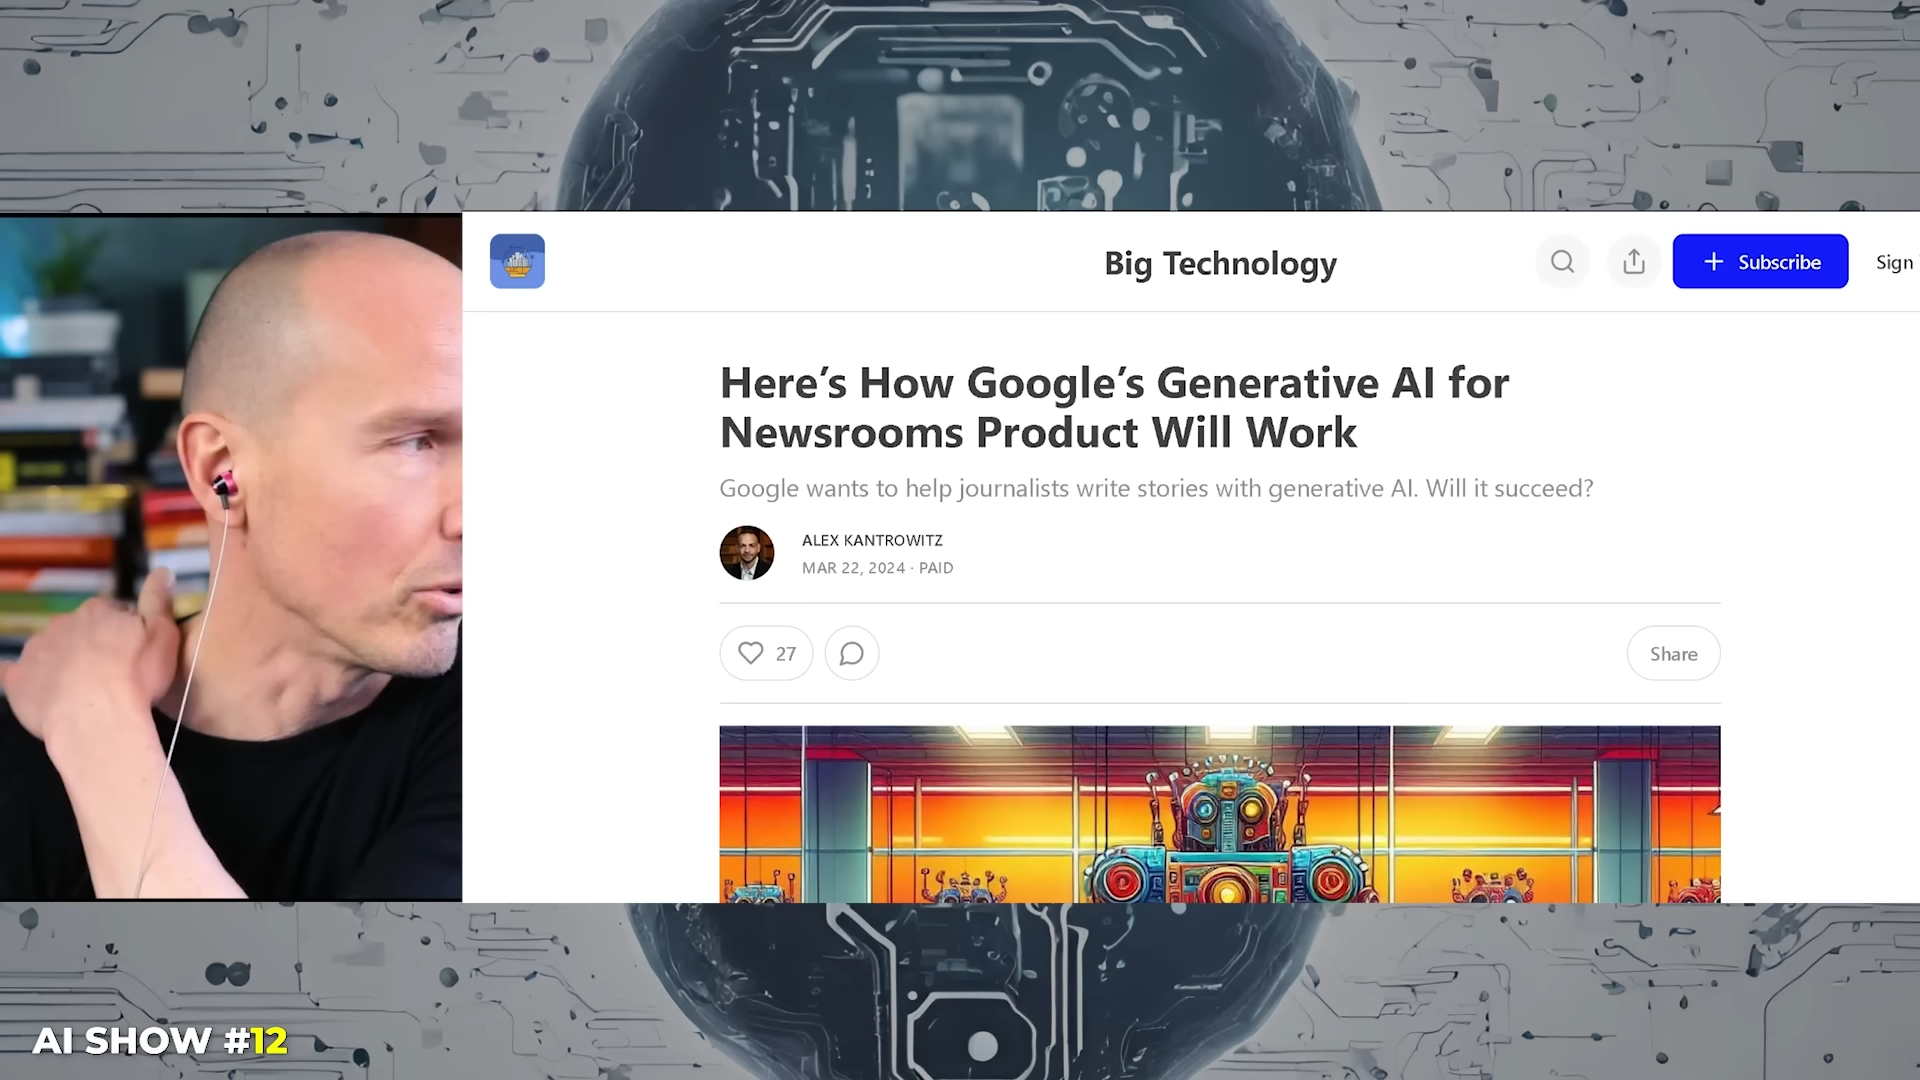 Big Technology
Subscribe
Sign
Here's How Google's Generative AI for
Newsrooms Product Will Work
Google wants to help journalists write stories with generative AI. Will it succeed?
ALEX KANTROWITZ
MAR 22, 2024 · PAID
27
Share
AI SHOW #12